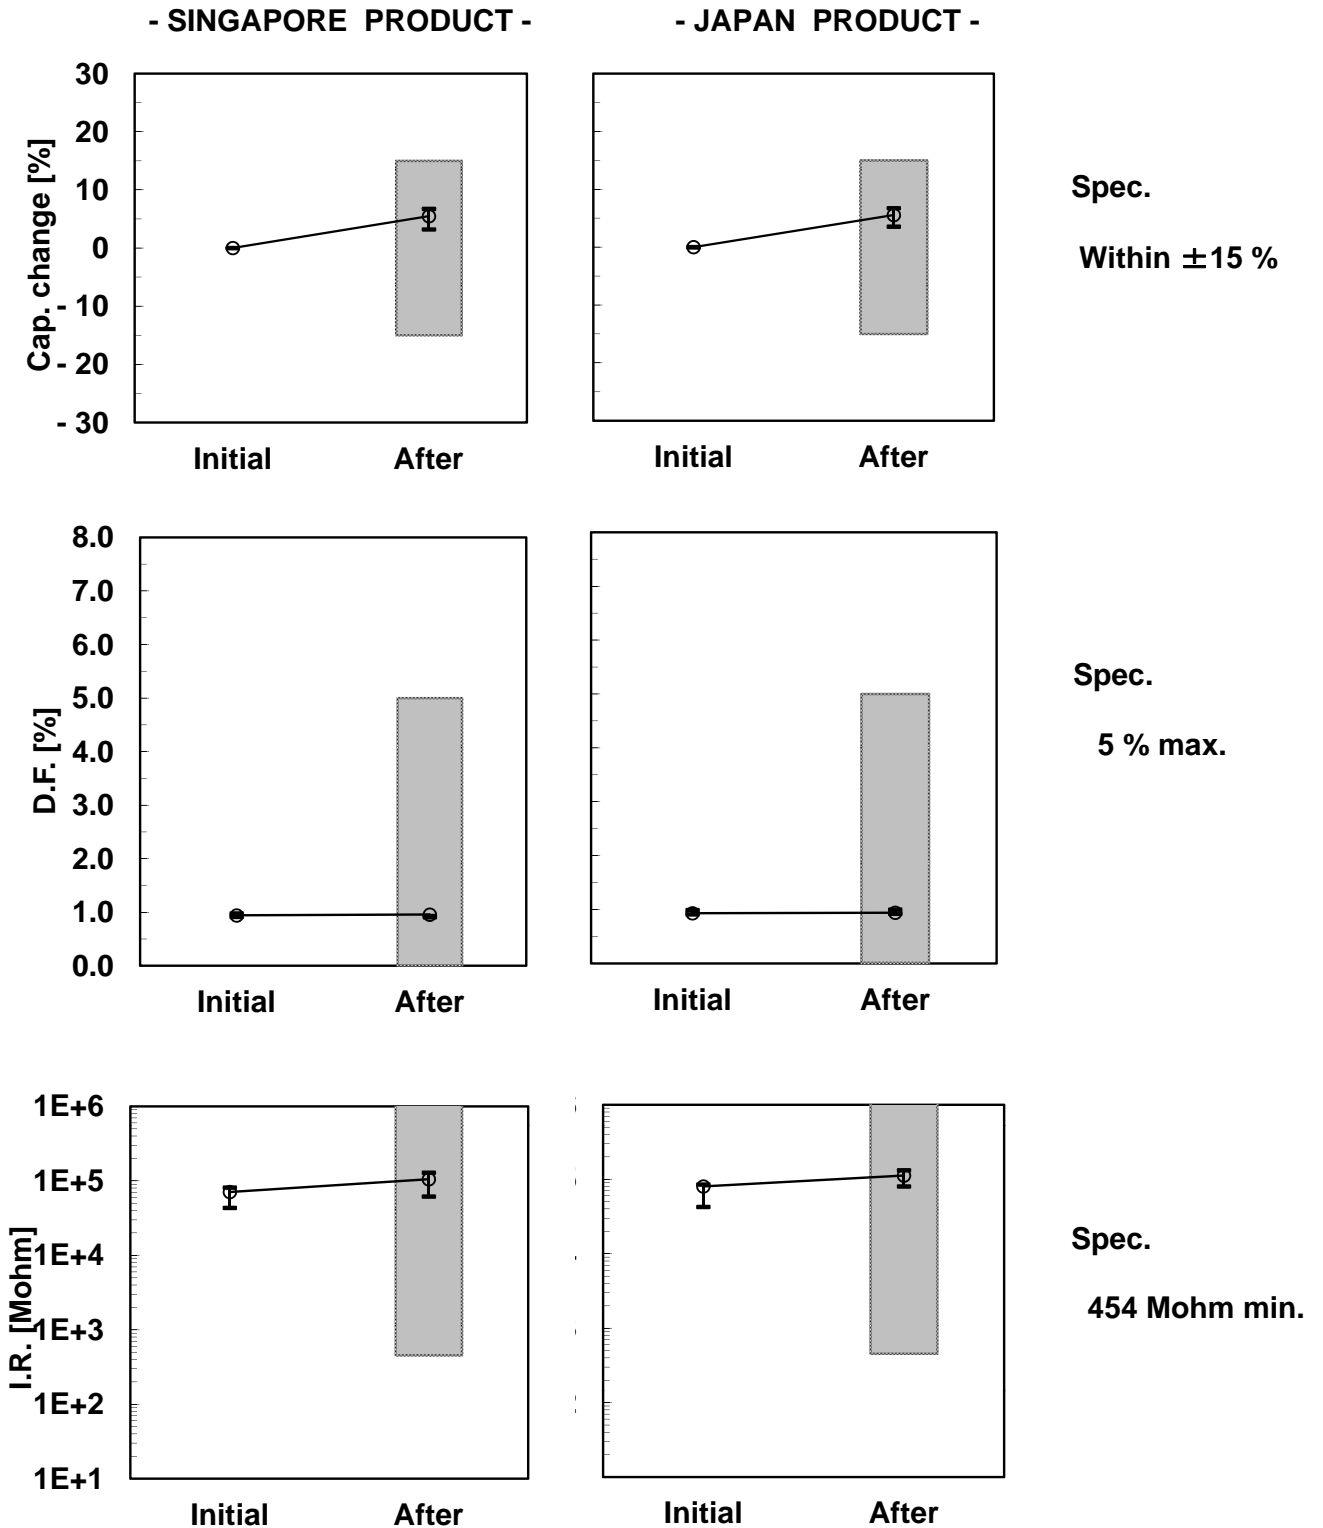 - SINGAPORE PRODUCT -
- JAPAN PRODUCT -
Cap. change [%]
30
20
10
0
- 10
- 20
- 30
Initial
After
Initial
After
Spec.
Within ±15 %
D.F. [%]
8.0
7.0
6.0
5.0
4.0
3.0
2.0
1.0
0.0
Initial
After
Initial
After
Spec.
5 % max.
I.R. [Mohm]
1E+6
1E+5
1E+4
1E+3
1E+2
1E+1
Initial
After
Initial
After
Spec.
454 Mohm min.